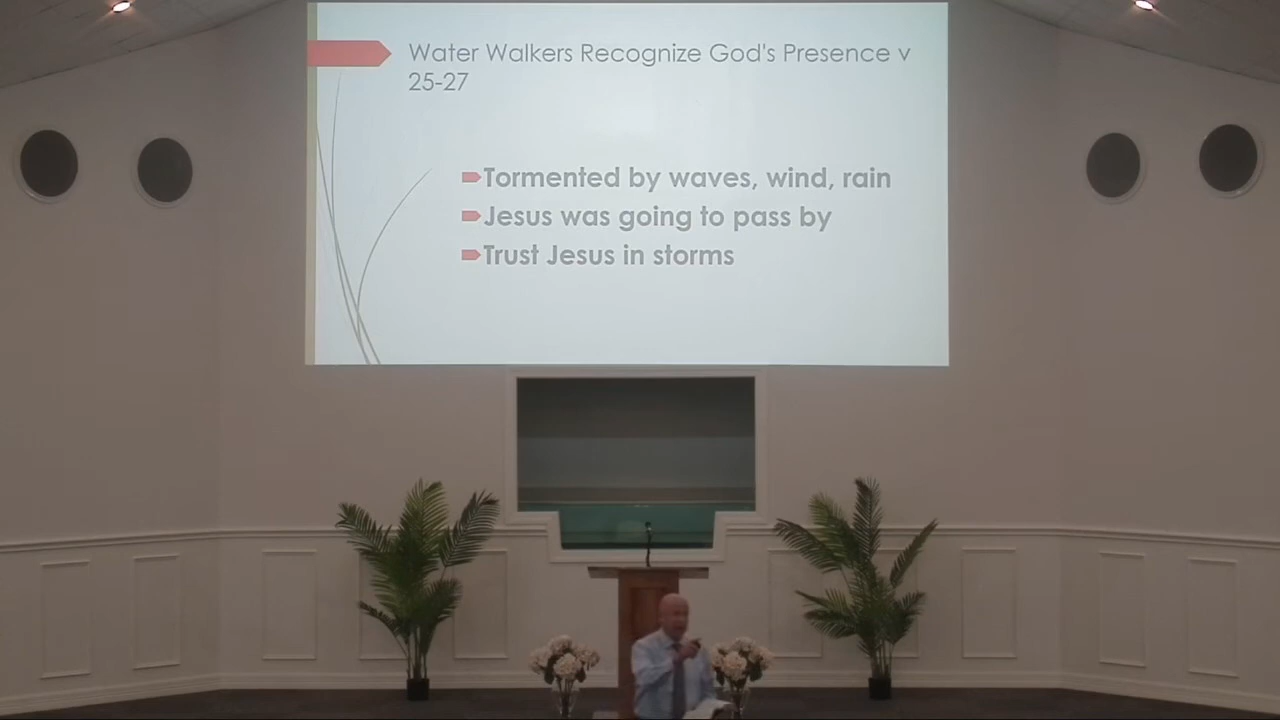 Water Walkers Recognize God's Presence v
25-27
Tormented by waves, wind, rain
Jesus was going to pass by
Trust Jesus in storms